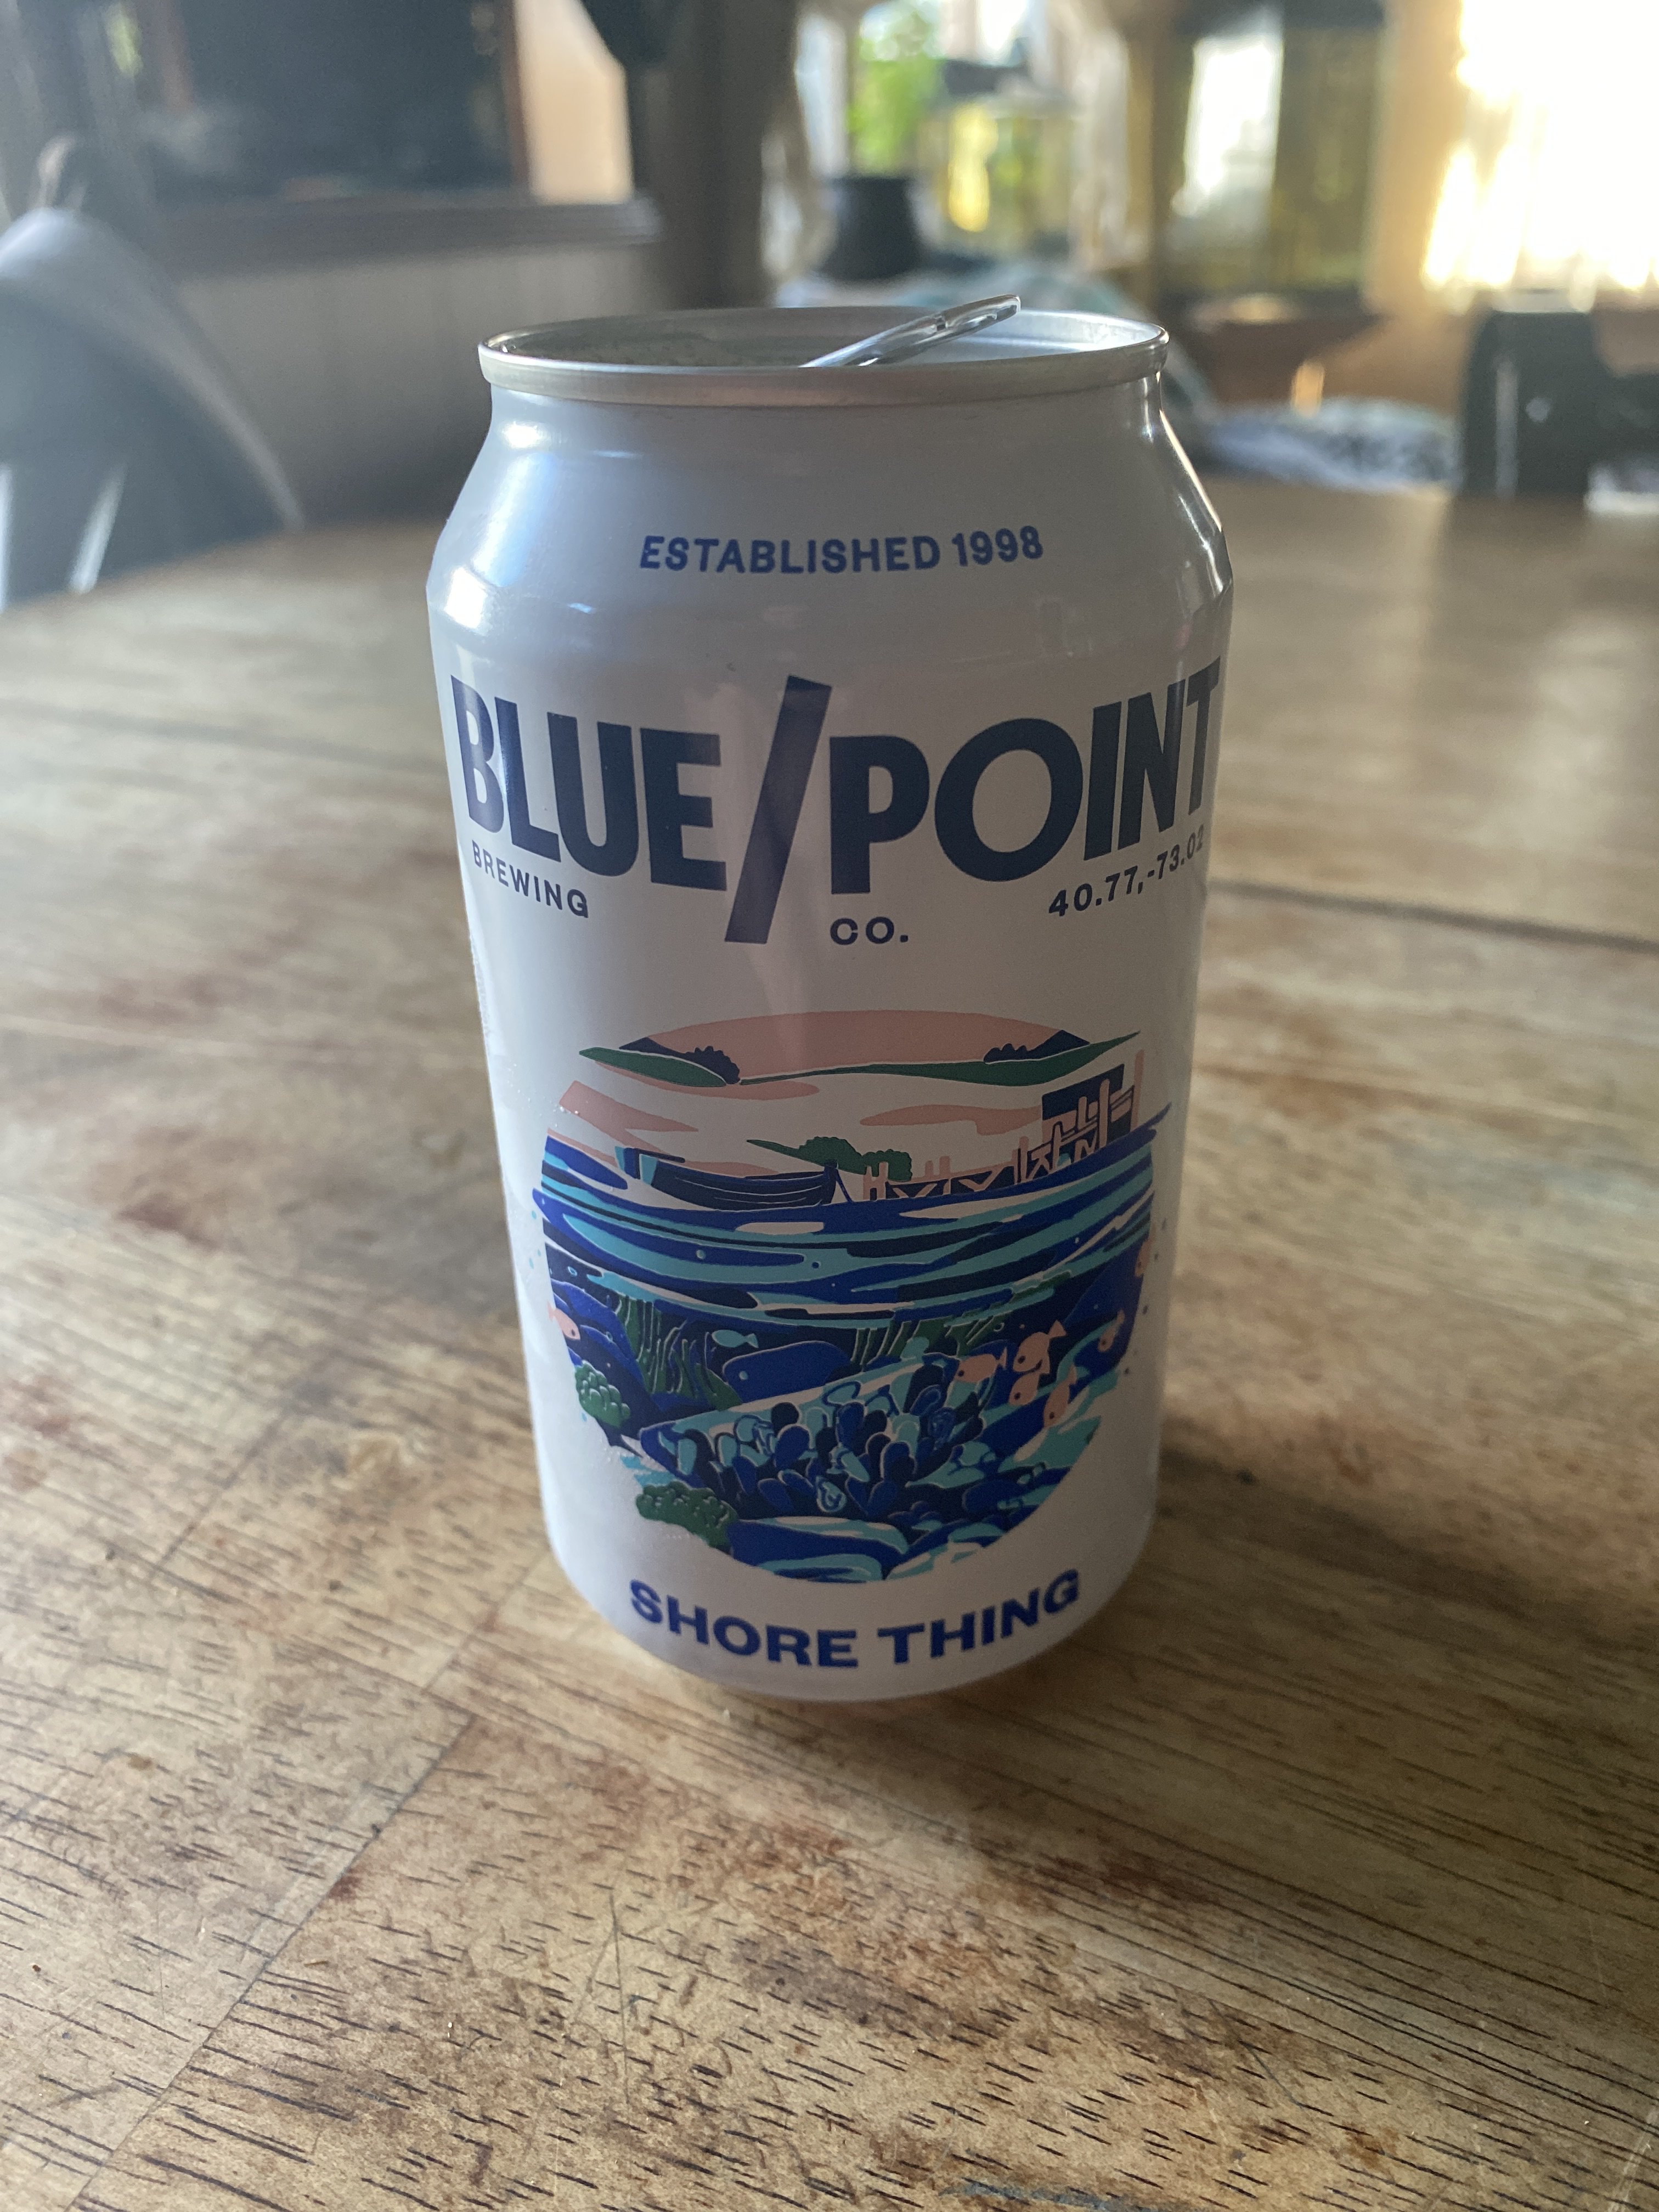 ESTABLISHED 1998
BLUE/POINT
BREWING CO. 40.77,-73.02
SHORE THING